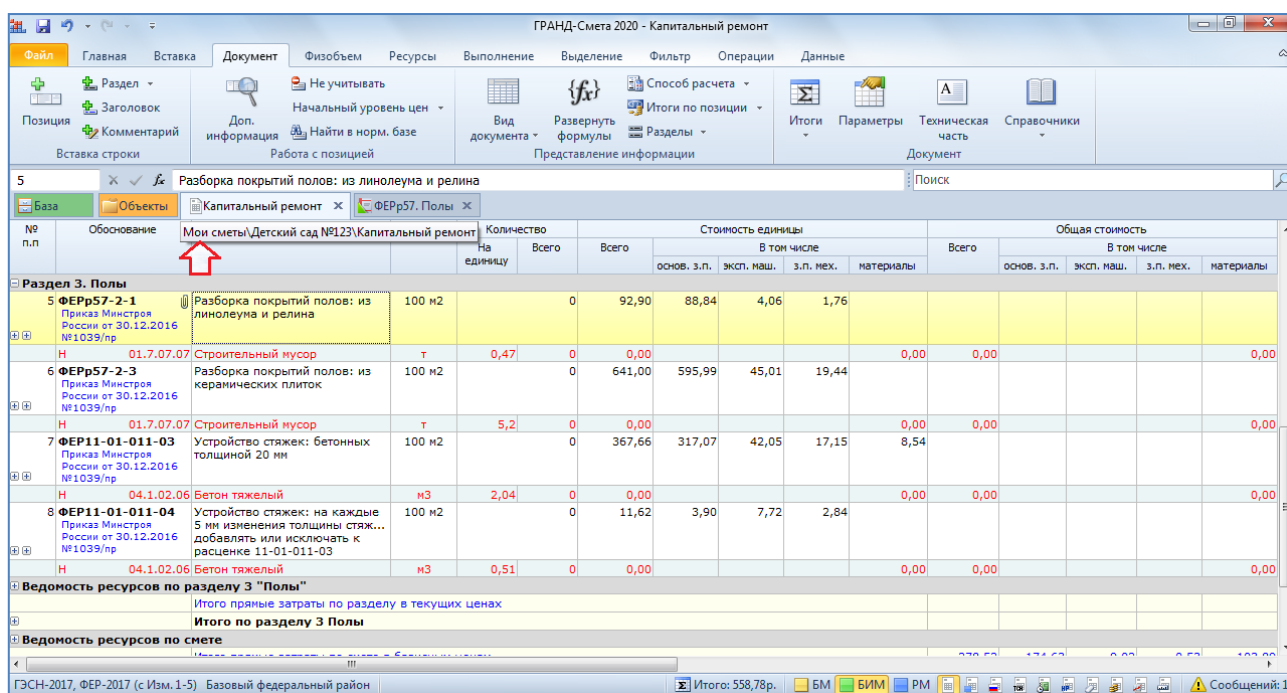 ГРАНД-Смета 2020 - Капитальный ремонт
Файл Главная Вставка Документ Физобъем Ресурсы Выполнение Выделение Фильтр Операции Данные
Позиция
Раздел
Заголовок
Комментарий
Вставка строки
Доп. информация
Не учитывать
Начальный уровень цен
Найти в норм. базе
Работа с позицией
Вид документа
Развернуть формулы
Способ расчета
Итоги по позиции
Разделы
Представление информации
Итоги Параметры Техническая часть Справочники
Документ
5 fx Разборка покрытий полов: из линолеума и релина Поиск
База Объекты Капитальный ремонт ФЕРр57. Полы
Мои сметы\Детский сад №123\Капитальный ремонт
№ п.п Обоснование Количество Стоимость единицы Общая стоимость
На единицу Всего Всего В том числе Всего В том числе
основ. з.п. эксп. маш. з.п. мех. материалы основ. з.п. эксп. маш. з.п. мех. материалы
Раздел 3. Полы
5 ФЕРр57-2-1 Разборка покрытий полов: из 100 м2 0 92,90 88,84 4,06 1,76
Приказ Минстроя линолеума и релина
России от 30.12.2016
№1039/пр
Н 01.7.07.07 Строительный мусор т 0,47 0 0,00 0,00 0,00 0,00
6 ФЕРр57-2-3 Разборка покрытий полов: из 100 м2 0 641,00 595,99 45,01 19,44
Приказ Минстроя керамических плиток
России от 30.12.2016
№1039/пр
Н 01.7.07.07 Строительный мусор т 5,2 0 0,00 0,00 0,00 0,00
7 ФЕР11-01-011-03 Устройство стяжек: бетонных 100 м2 0 367,66 317,07 42,05 17,15 8,54
Приказ Минстроя толщиной 20 мм
России от 30.12.2016
№1039/пр
Н 04.1.02.06 Бетон тяжелый м3 2,04 0 0,00 0,00 0,00 0,00
8 ФЕР11-01-011-04 Устройство стяжек: на каждые 100 м2 0 11,62 3,90 7,72 2,84
Приказ Минстроя 5 мм изменения толщины стяж...
России от 30.12.2016 добавлять или исключать к
№1039/пр расценке 11-01-011-03
Н 04.1.02.06 Бетон тяжелый м3 0,51 0 0,00 0,00 0,00 0,00
Ведомость ресурсов по разделу 3 "Полы"
Итого прямые затраты по разделу в текущих ценах
Итого по разделу 3 Полы
Ведомость ресурсов по смете
ГЭСН-2017, ФЕР-2017 (с Изм. 1-5) Базовый федеральный район Итого: 558,78р. БМ БИМ РМ Сообщений: 1